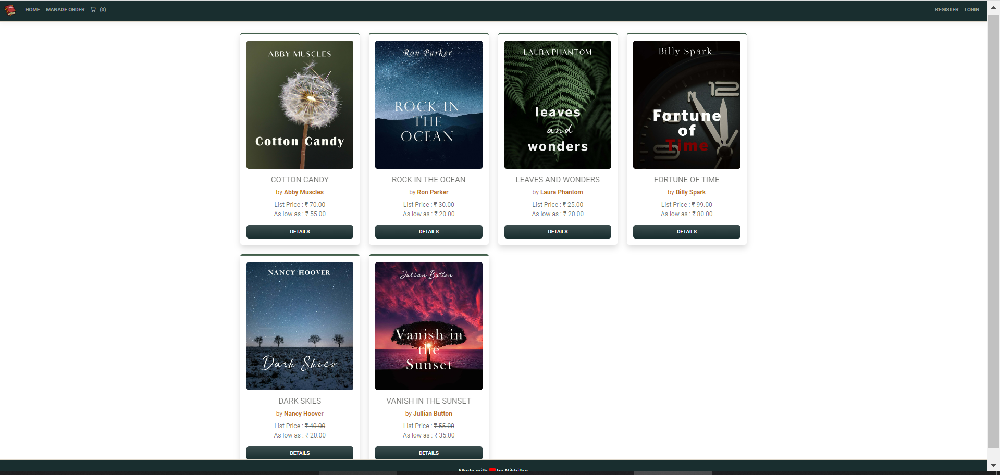 HOME MANAGE ORDER (0) REGISTER LOGIN
ABBY MUSCLES
Cotton Candy
COTTON CANDY
by Abby Muscles
List Price : ₹ 70.00
As low as : ₹ 55.00
DETAILS
Ron Parker
ROCK IN
THE
OCEAN
ROCK IN THE OCEAN
by Ron Parker
List Price : ₹ 30.00
As low as : ₹ 20.00
DETAILS
LAURA PHANTOM
leaves
and
wonders
LEAVES AND WONDERS
by Laura Phantom
List Price : ₹ 25.00
As low as : ₹ 20.00
DETAILS
Billy Spark
12
Fortune
of
Time
9
FORTUNE OF TIME
by Billy Spark
List Price : ₹ 99.00
As low as : ₹ 80.00
DETAILS
NANCY HOOVER
Dark Skies
DARK SKIES
by Nancy Hoover
List Price : ₹ 40.00
As low as : ₹ 20.00
DETAILS
Julian Button
Vanish in
the
Sunset
VANISH IN THE SUNSET
by Jullian Button
List Price : ₹ 55.00
As low as : ₹ 35.00
DETAILS
Made with ❤ by Nikhitha